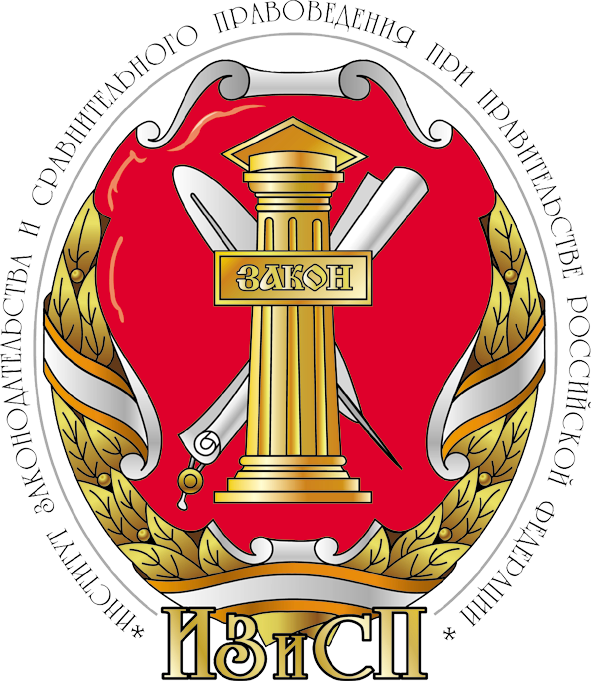 *ИНСТИТУТ ЗАКОНОДАТЕЛЬСТВА И СРАВНИТЕЛЬНОГО ПРАВОВЕДЕНИЯ ПРИ ПРАВИТЕЛЬСТВЕ РОССИЙСКОЙ ФЕДЕРАЦИИ*
ЗАКОН
ИЗиСП